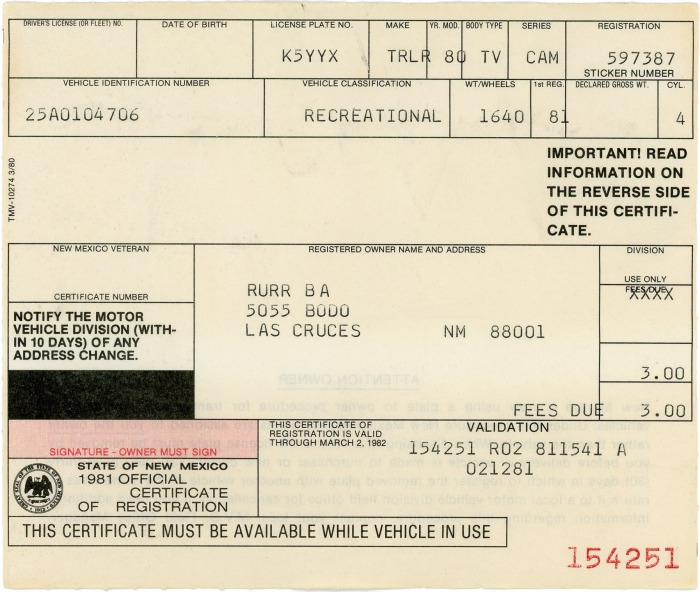 DRIVER'S LICENSE (OR FLEET) NO. DATE OF BIRTH LICENSE PLATE NO. MAKE YR. MOD. BODY TYPE SERIES REGISTRATION
K5YYX TRLR 80 TV CAM 597387
STICKER NUMBER
VEHICLE IDENTIFICATION NUMBER VEHICLE CLASSIFICATION WT/WHEELS 1st REG. DECLARED GROSS WT. CYL.
25A0104706 RECREATIONAL 1640 81 4
TMV-10274 3/80
IMPORTANT! READ
INFORMATION ON
THE REVERSE SIDE
OF THIS CERTIFI-
CATE.
NEW MEXICO VETERAN REGISTERED OWNER NAME AND ADDRESS DIVISION
USE ONLY
CERTIFICATE NUMBER
FEES DUE
XXXX
RURR BA
5055 BODO
LAS CRUCES NM 88001
NOTIFY THE MOTOR
VEHICLE DIVISION (WITH-
IN 10 DAYS) OF ANY
ADDRESS CHANGE.
3.00
FEES DUE 3.00
SIGNATURE - OWNER MUST SIGN
THIS CERTIFICATE OF
REGISTRATION IS VALID
THROUGH MARCH 2, 1982
VALIDATION
154251 R02 811541 A
021281
STATE OF NEW MEXICO
1981 OFFICIAL
CERTIFICATE
OF REGISTRATION
THIS CERTIFICATE MUST BE AVAILABLE WHILE VEHICLE IN USE
154251